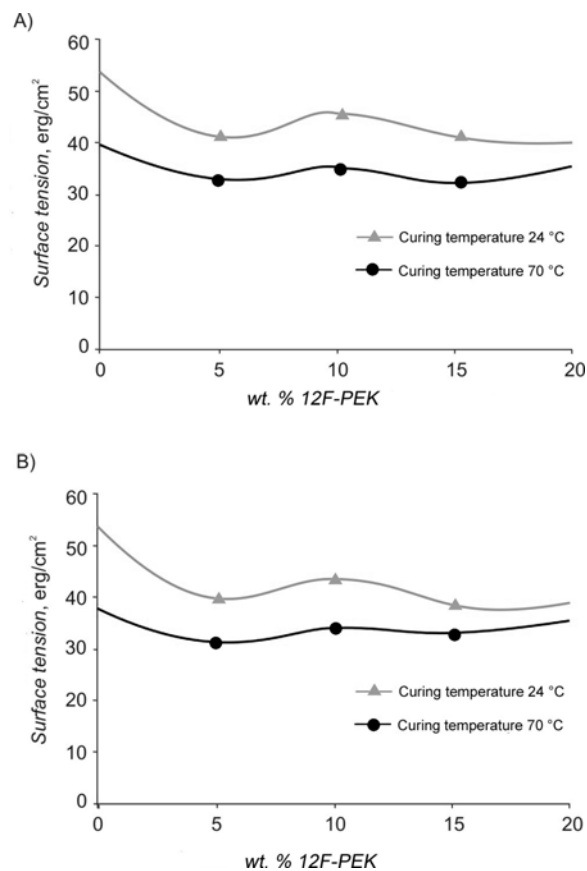 A)
60
50
40
30
20
10
0
Surface tension, erg/cm²
Curing temperature 24 °C
Curing temperature 70 °C
0 5 10 15 20
wt. % 12F-PEK
B)
60
50
40
30
20
10
0
Surface tension, erg/cm²
Curing temperature 24 °C
Curing temperature 70 °C
0 5 10 15 20
wt. % 12F-PEK